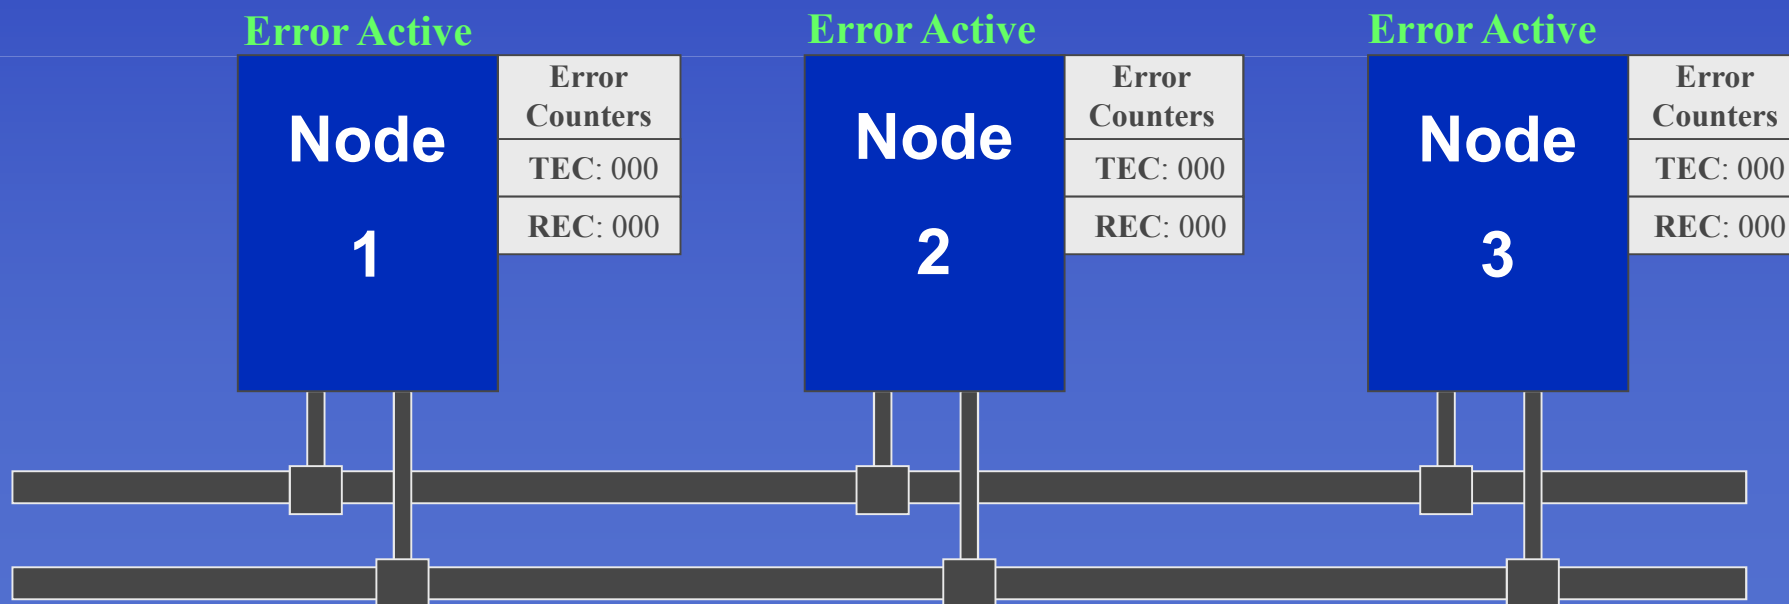 Error Active
Node
1
Error
Counters
TEC: 000
REC: 000
Error Active
Node
2
Error
Counters
TEC: 000
REC: 000
Error Active
Node
3
Error
Counters
TEC: 000
REC: 000